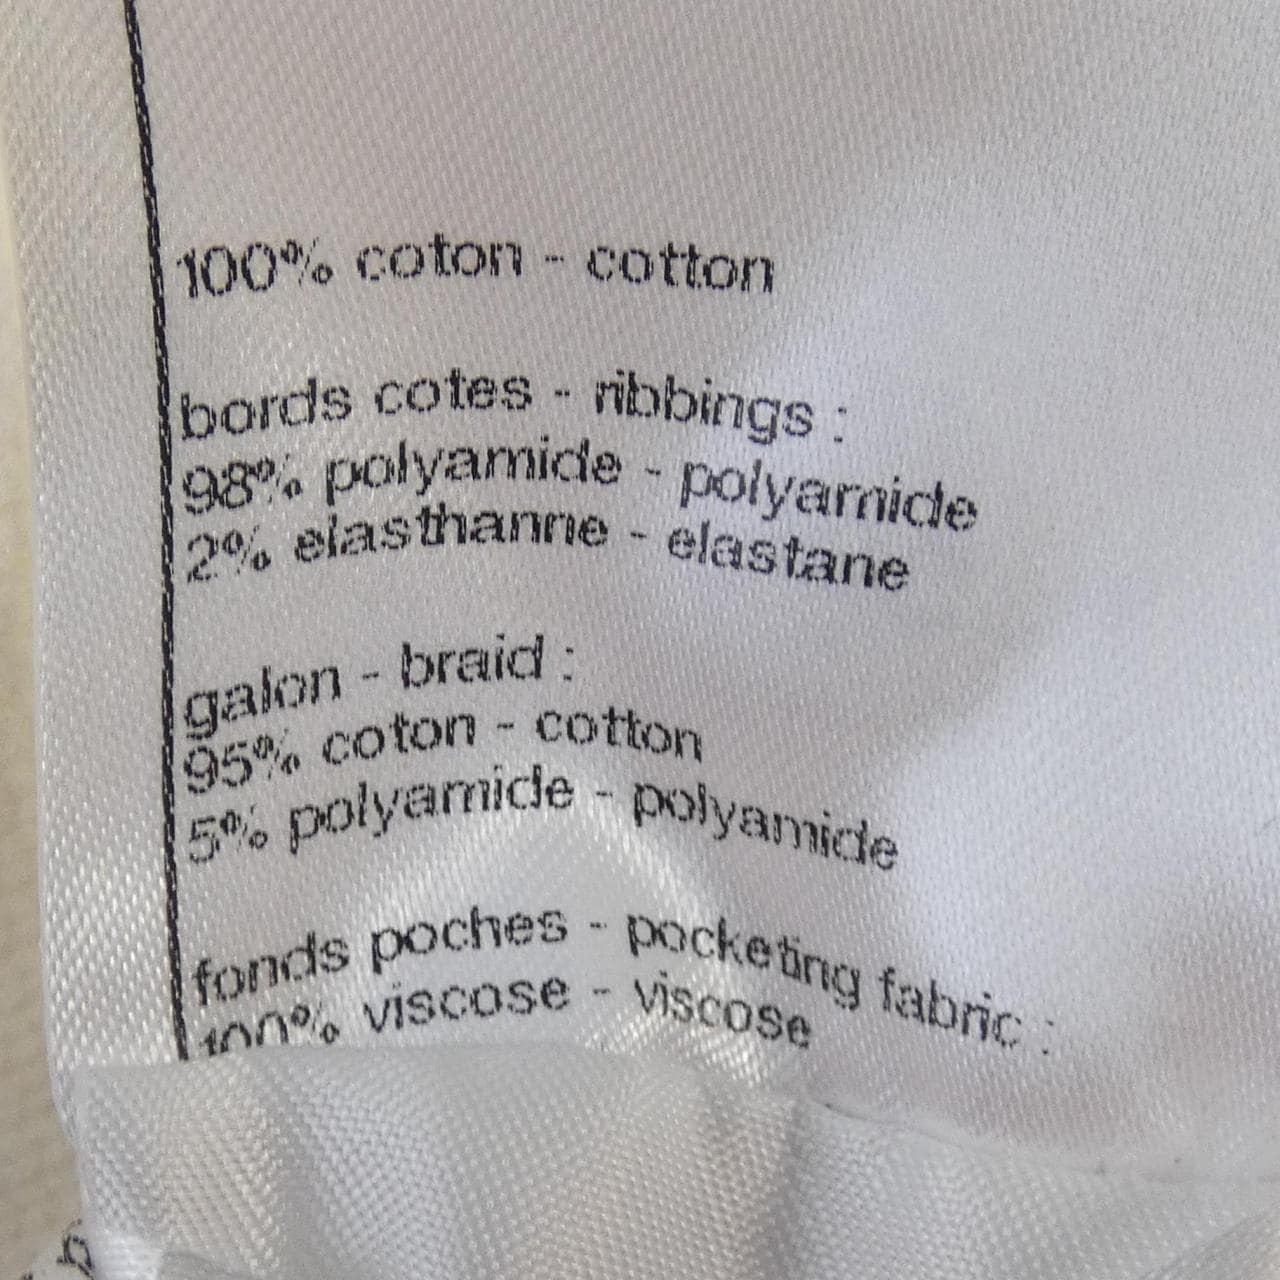 100% coton - cotton
bords cotes - ribbings :
98% polyamide - polyamide
2% elasthanne - elastane
galon - braid :
95% coton - cotton
5% polyamide - polyamide
fonds poches - pocketing fabric :
100% viscose - viscose